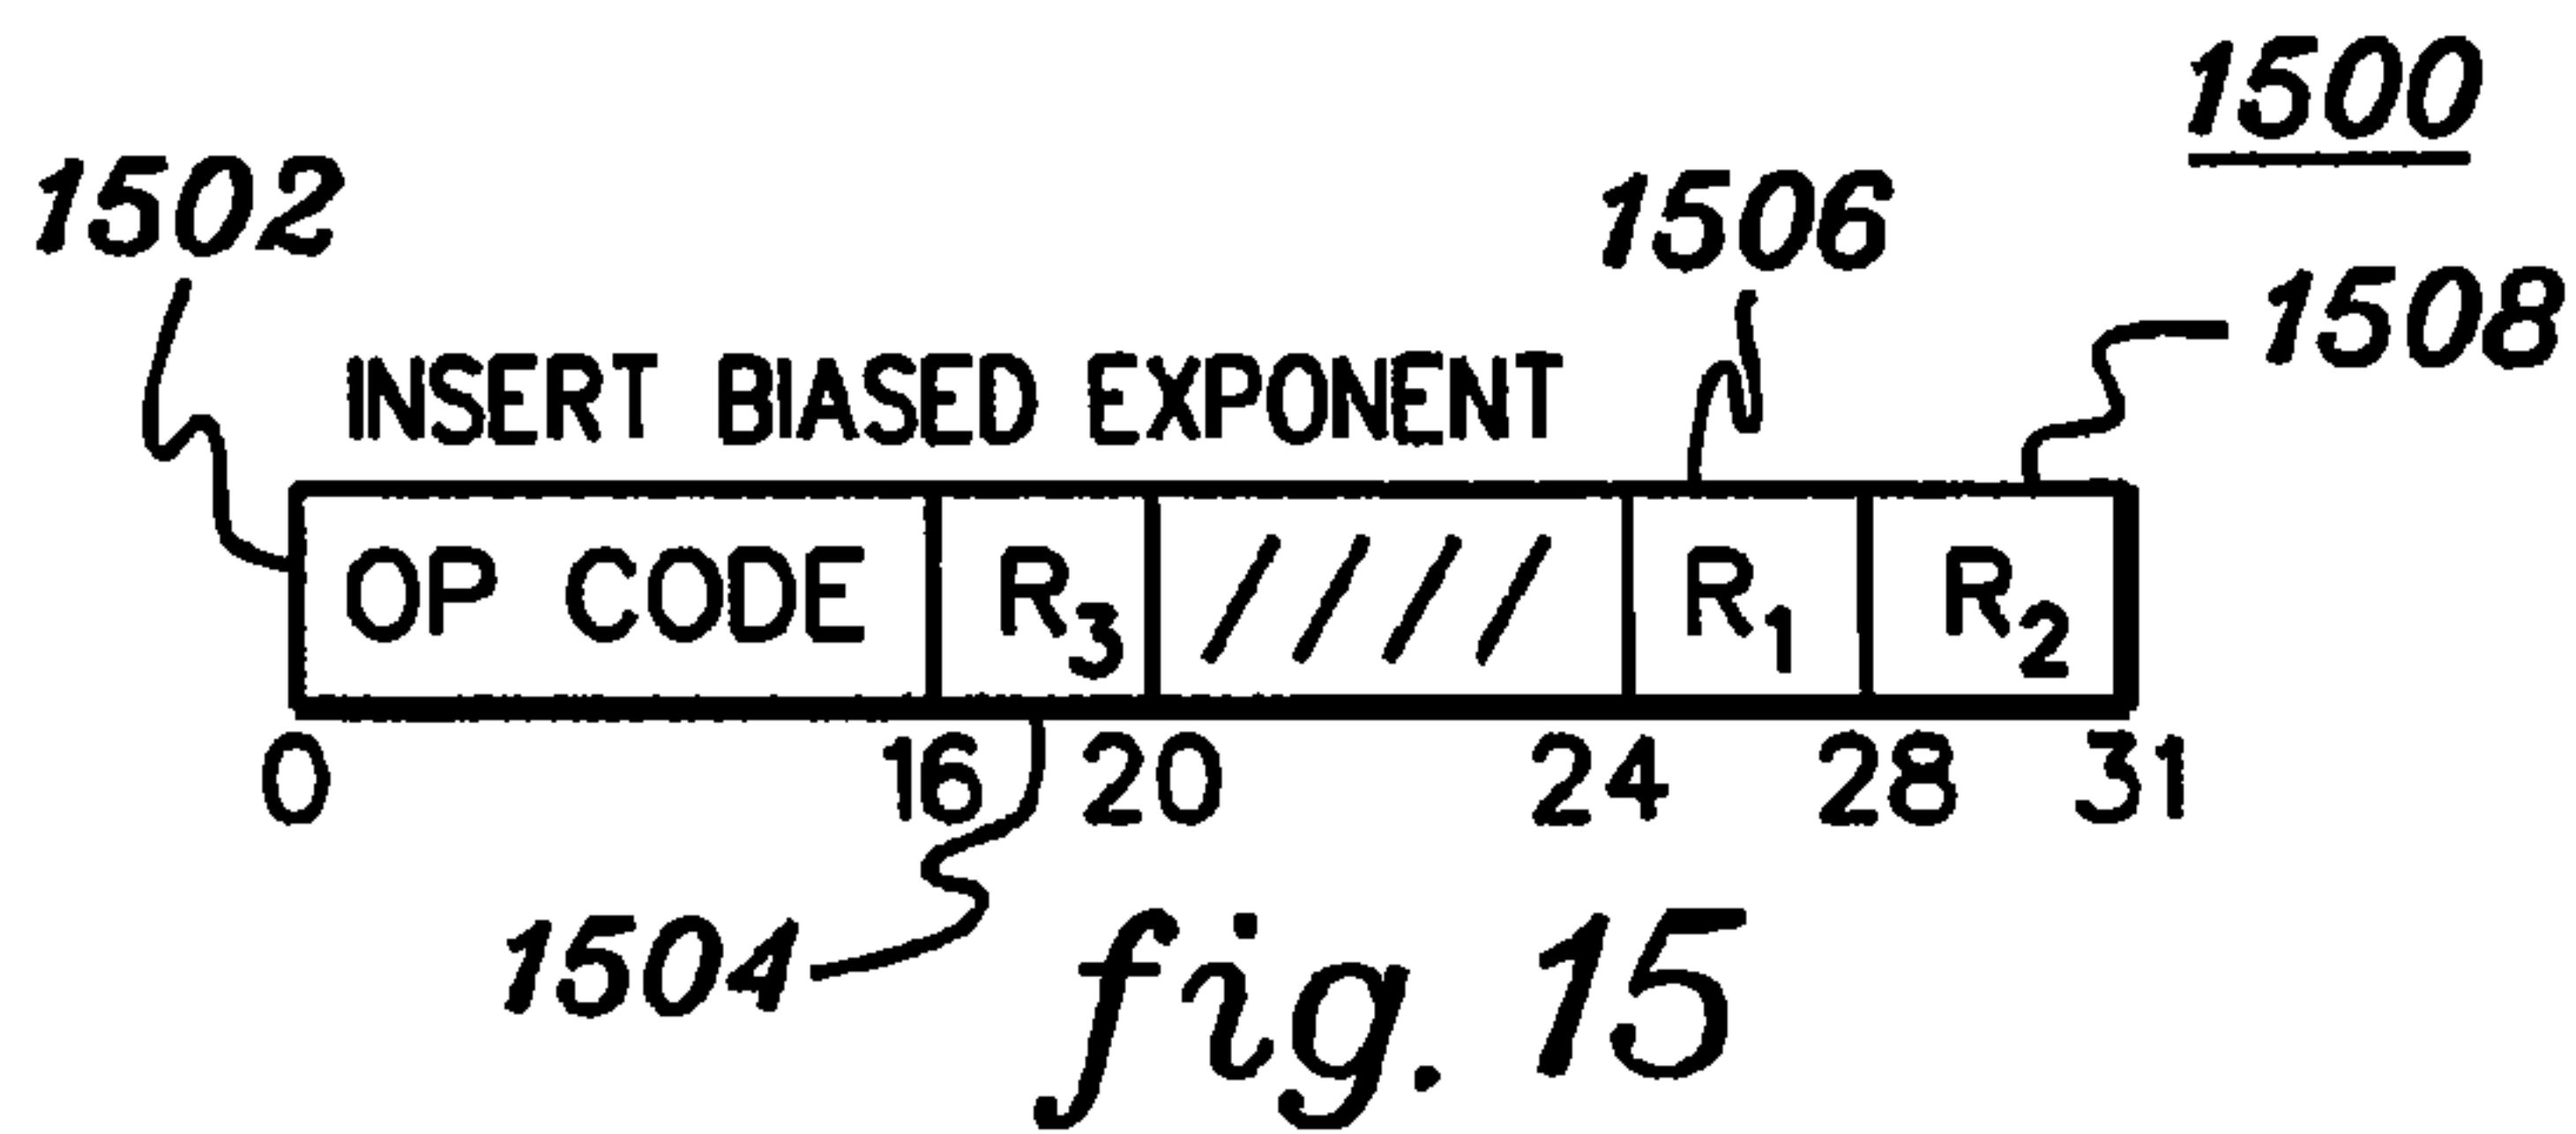 1500
1502
1506
1508
INSERT BIASED EXPONENT
OP CODE R3 //// R1 R2
0 16 20 24 28 31
1504
fig. 15